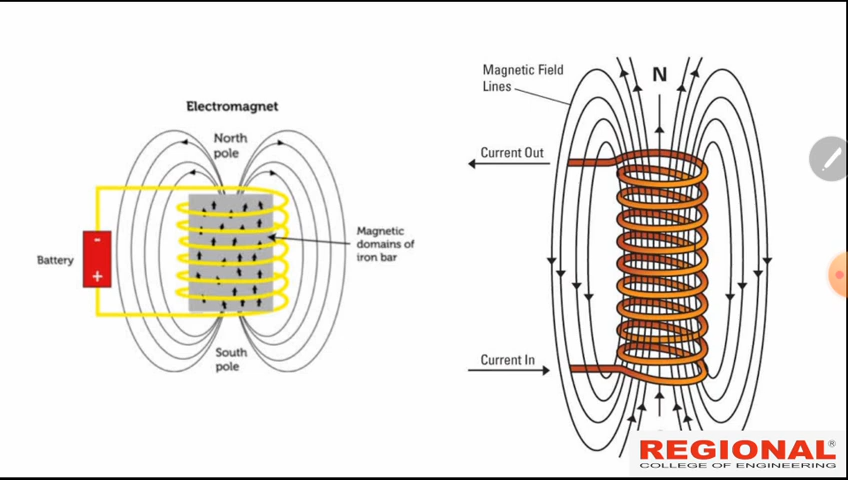 Electromagnet
North
pole
-
Battery
+
Magnetic
domains of
iron bar
South
pole
Magnetic Field
Lines
N
Current Out
Current In
REGIONAL®
COLLEGE OF ENGINEERING